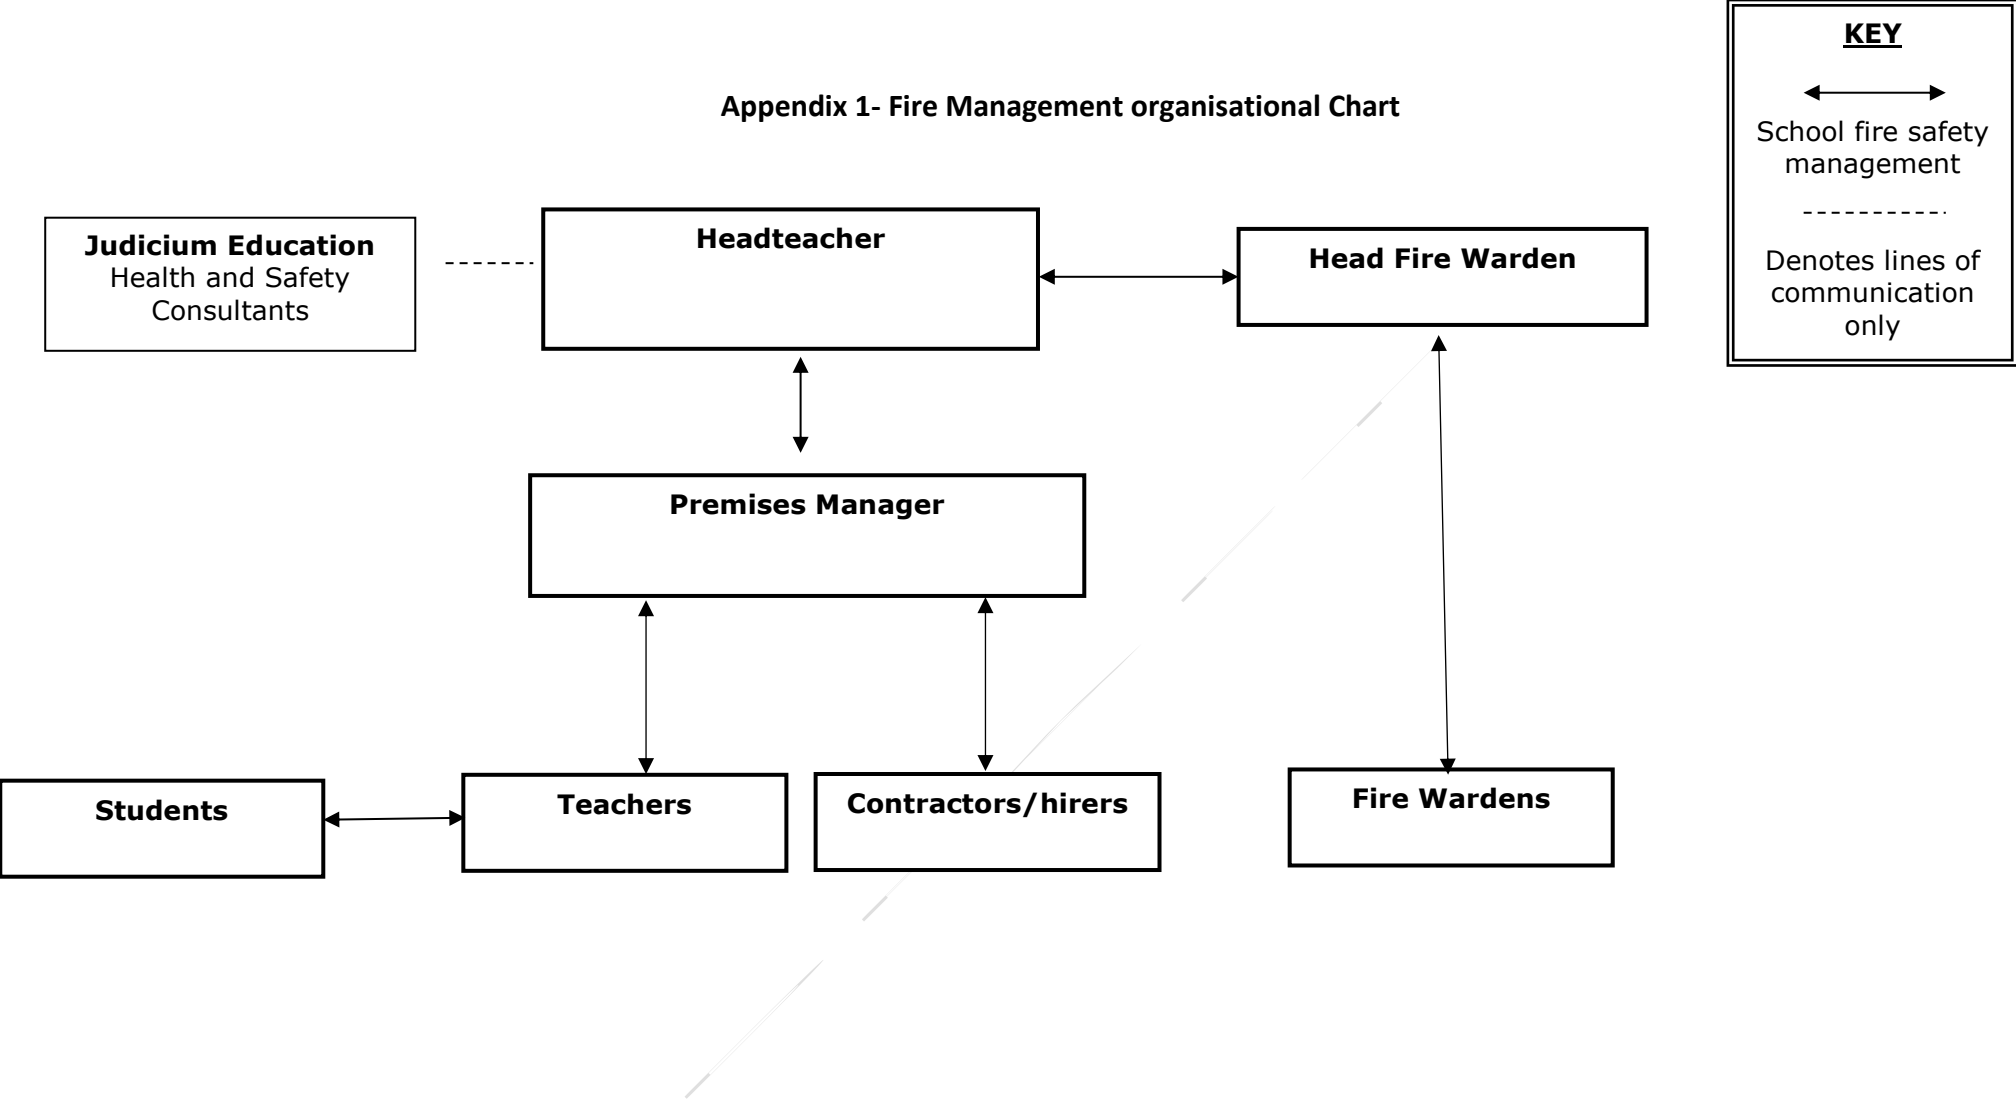 KEY
Appendix 1- Fire Management organisational Chart
School fire safety
management
Denotes lines of
communication
only
Judicium Education
Health and Safety
Consultants
Headteacher
Head Fire Warden
Premises Manager
Students
Teachers
Contractors/hirers
Fire Wardens